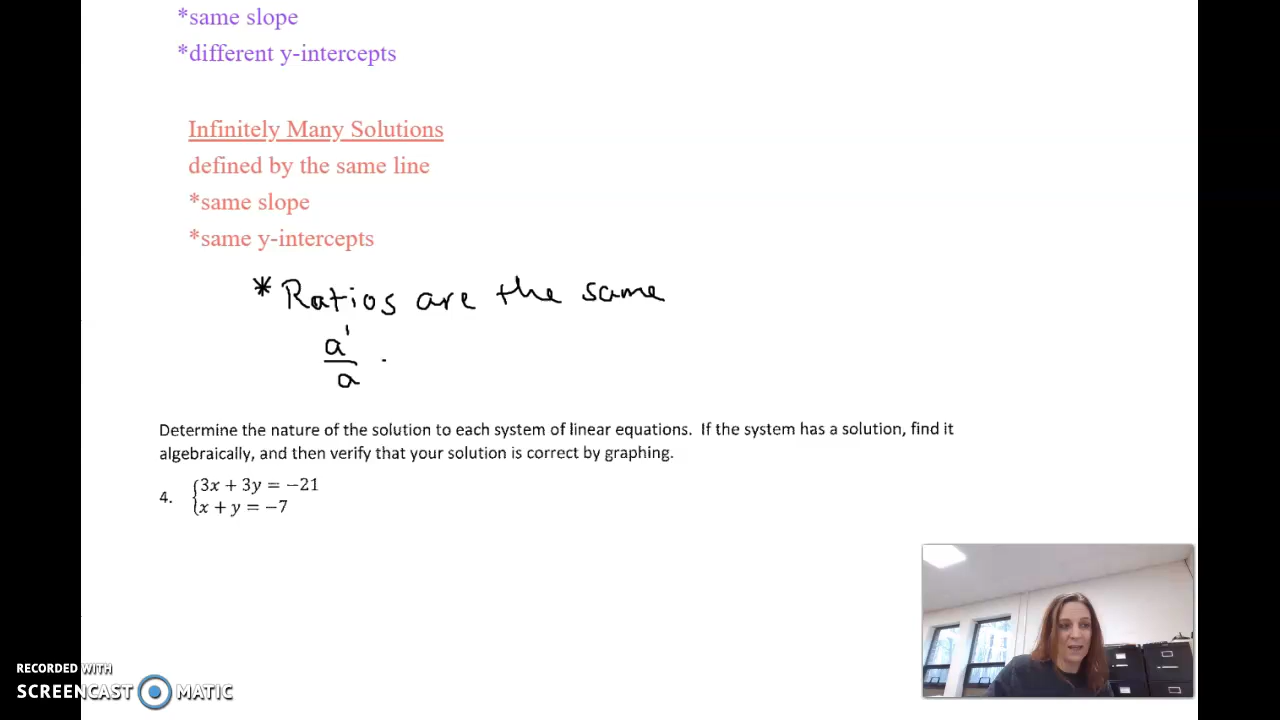 *same slope
*different y-intercepts
Infinitely Many Solutions
defined by the same line
*same slope
*same y-intercepts
* Ratios are the same
a'
a
Determine the nature of the solution to each system of linear equations.  If the system has a solution, find it
algebraically, and then verify that your solution is correct by graphing.
4. {3x + 3y = −21
x + y = −7
RECORDED WITH
SCREENCAST MATIC